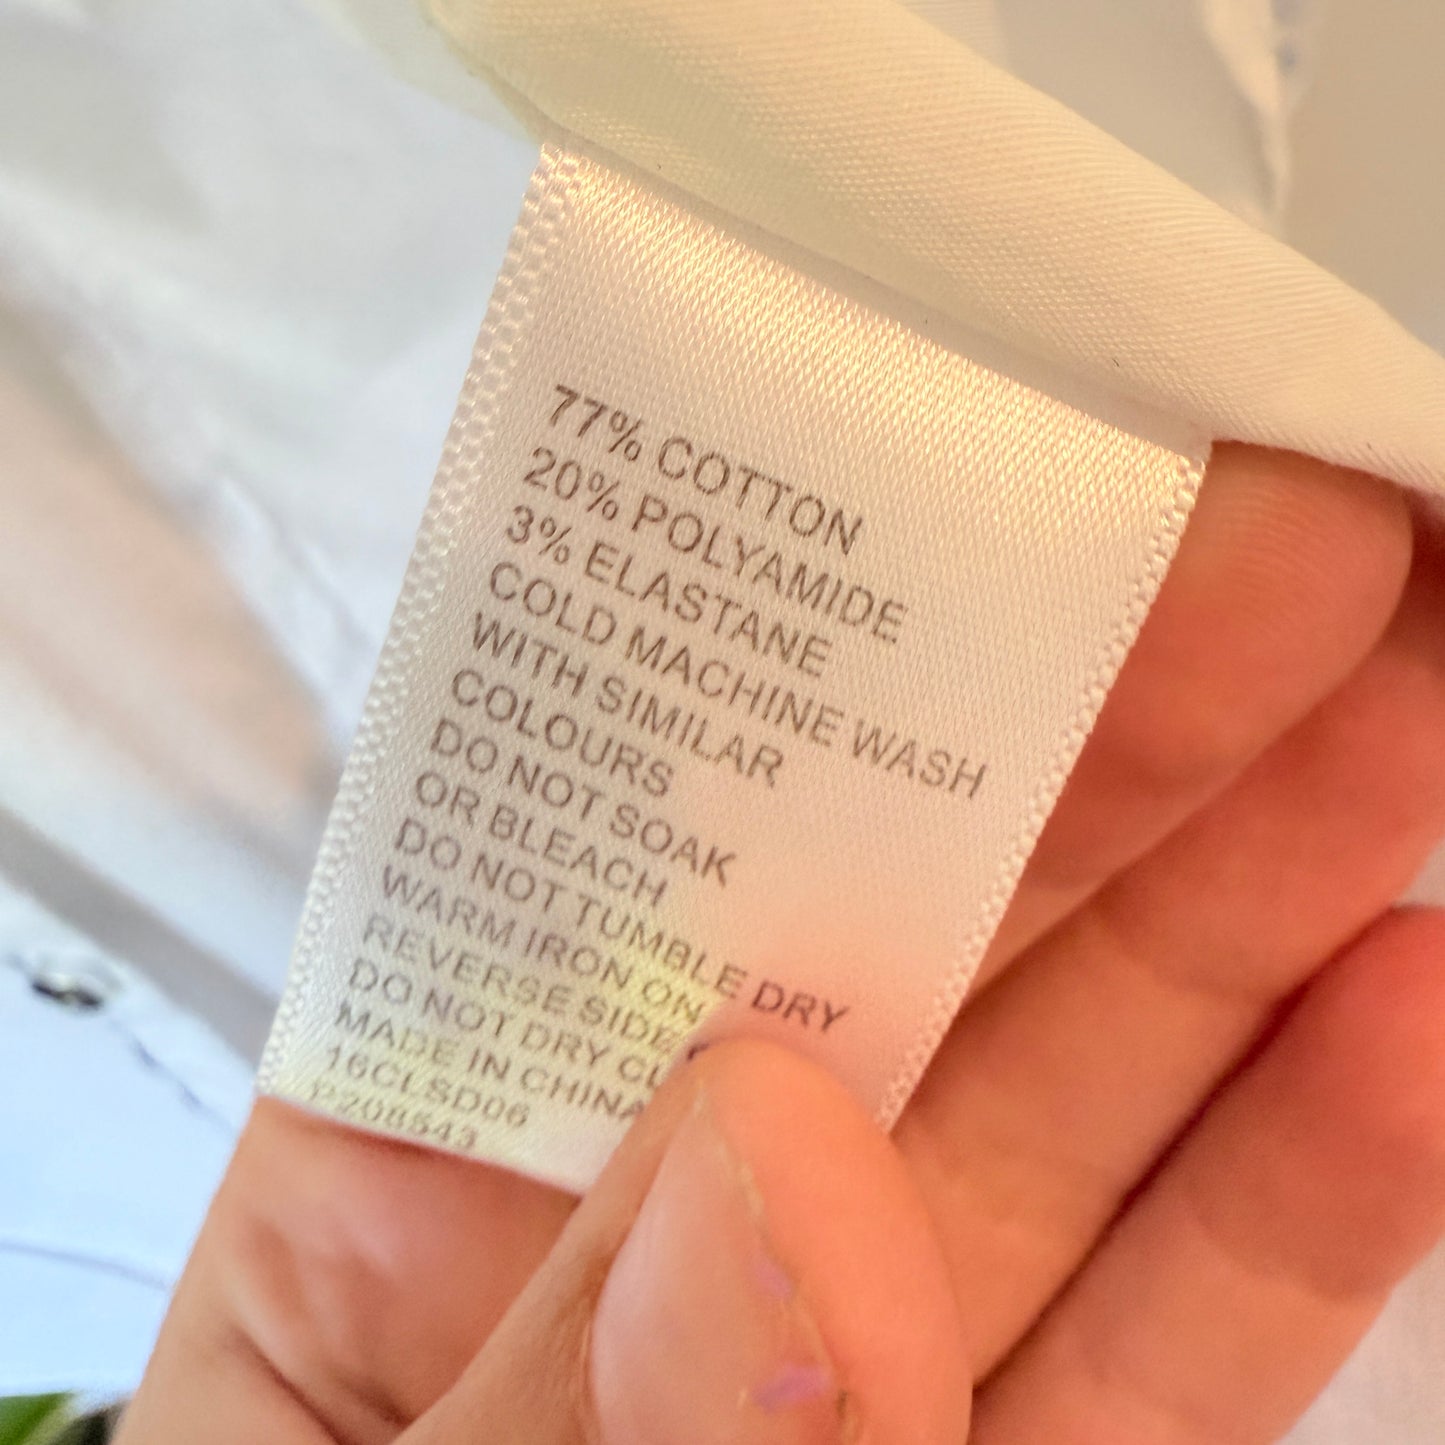 77% COTTON
20% POLYAMIDE
3% ELASTANE
COLD MACHINE WASH
WITH SIMILAR
COLOURS
DO NOT SOAK
OR BLEACH
DO NOT TUMBLE DRY
WARM IRON ON
REVERSE SIDE
DO NOT DRY
MADE IN CHINA
16CLSD06
P208543